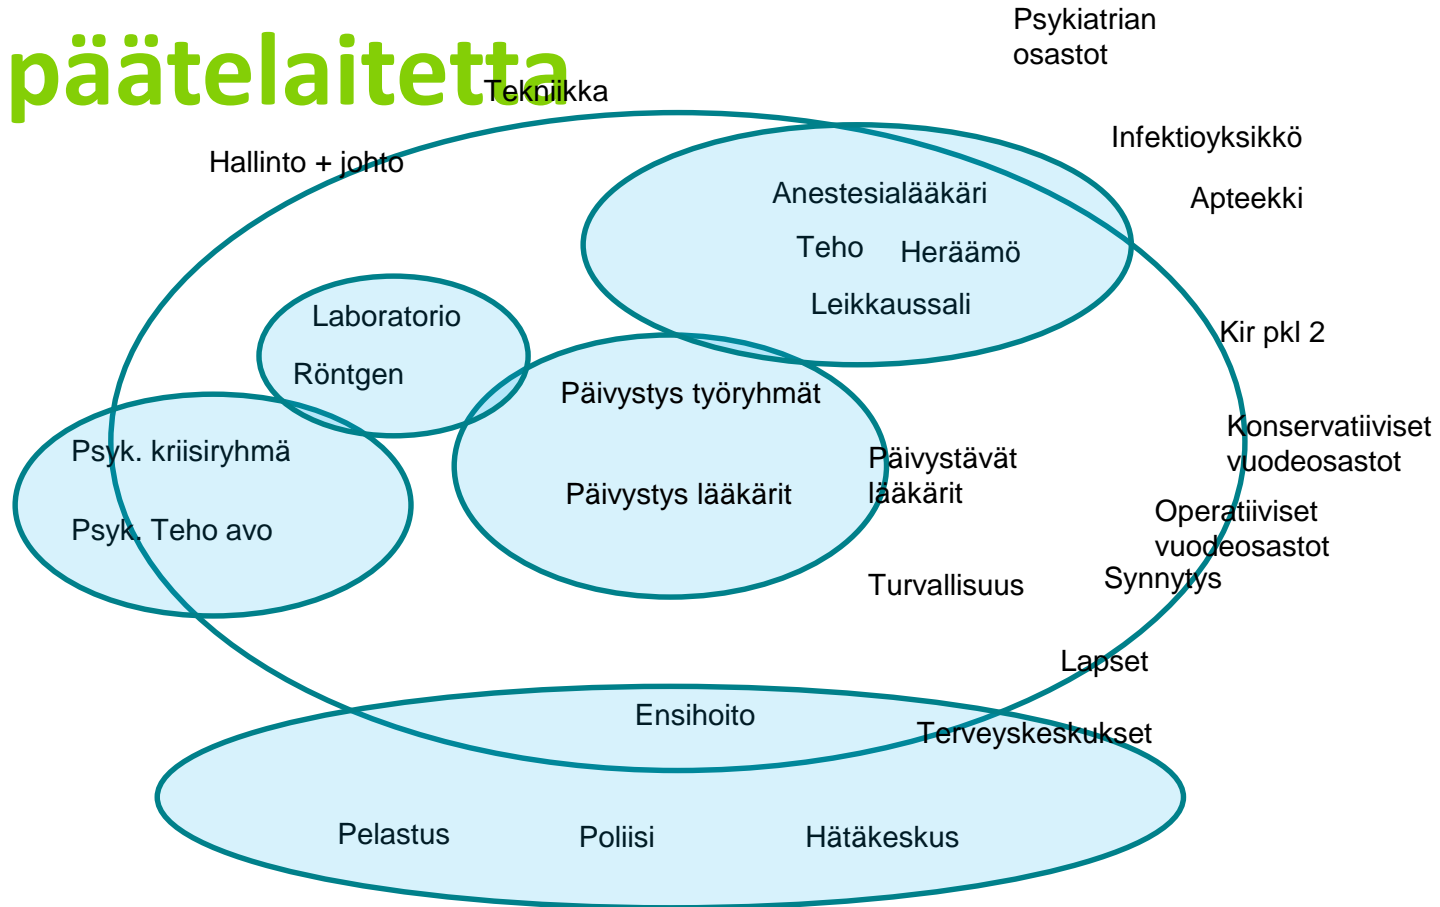 päätelaitetta
Psykiatrian
osastot
Tekniikka
Hallinto + johto
Infektioyksikkö
Apteekki
Anestesialääkäri
Teho
Heräämö
Leikkaussali
Laboratorio
Röntgen
Kir pkl 2
Päivystys työryhmät
Psyk. kriisiryhmä
Päivystävät
lääkärit
Konservatiiviset
vuodeosastot
Päivystys lääkärit
Psyk. Teho avo
Operatiiviset
vuodeosastot
Turvallisuus
Synnytys
Lapset
Ensihoito
Terveyskeskukset
Pelastus
Poliisi
Hätäkeskus